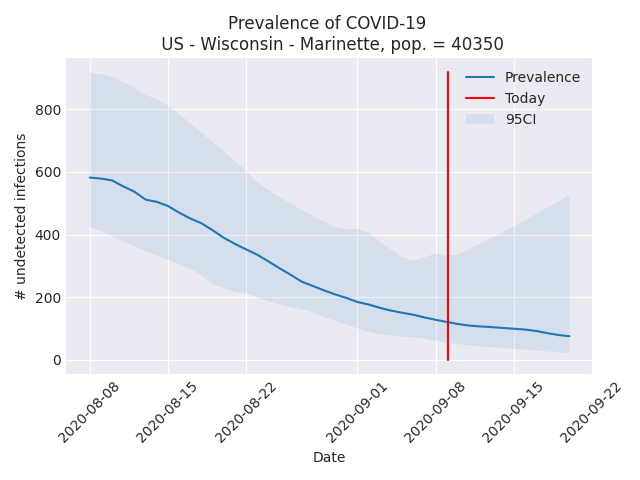 Prevalence of COVID-19
US - Wisconsin - Marinette, pop. = 40350
Prevalence
Today
95CI
800
600
400
200
0
# undetected infections
2020-08-08
2020-08-15
2020-08-22
2020-09-01
2020-09-08
2020-09-15
2020-09-22
Date